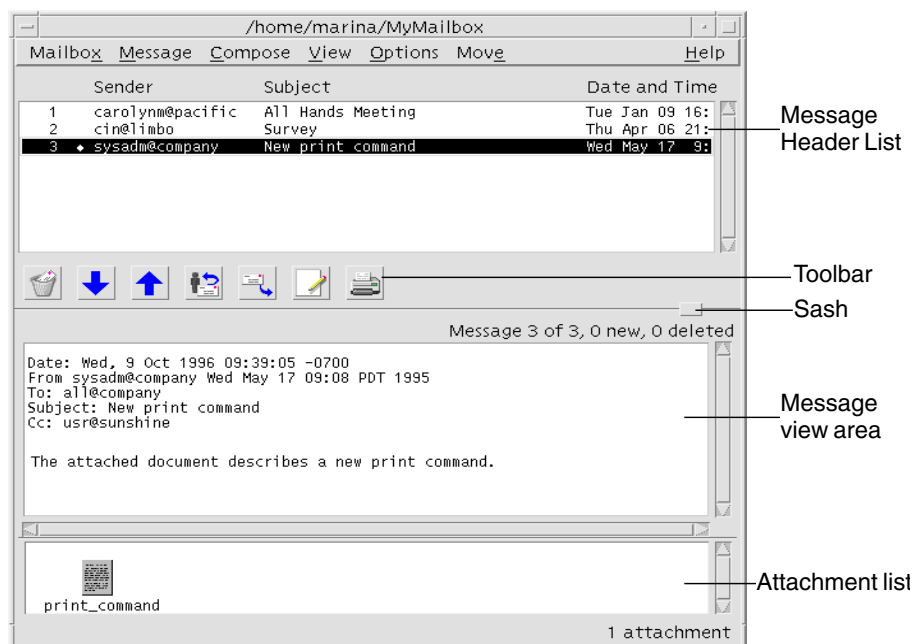 /home/marina/MyMailbox
Mailbox Message Compose View Options Move Help
Sender Subject Date and Time
1 carolynm@pacific All Hands Meeting Tue Jan 09 16:
2 cin@limbo Survey Thu Apr 06 21:
3 ◆ sysadm@company New print command Wed May 17 9:
Message
Header List
Toolbar
Sash
Message 3 of 3, 0 new, 0 deleted
Date: Wed, 9 Oct 1996 09:39:05 -0700
From sysadm@company Wed May 17 09:08 PDT 1995
To: all@company
Subject: New print command
Cc: usr@sunshine
The attached document describes a new print command.
Message
view area
print_command
Attachment list
1 attachment